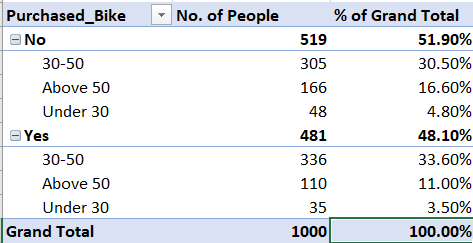 Purchased_Bike No. of People % of Grand Total
No 519 51.90%
30-50 305 30.50%
Above 50 166 16.60%
Under 30 48 4.80%
Yes 481 48.10%
30-50 336 33.60%
Above 50 110 11.00%
Under 30 35 3.50%
Grand Total 1000 100.00%